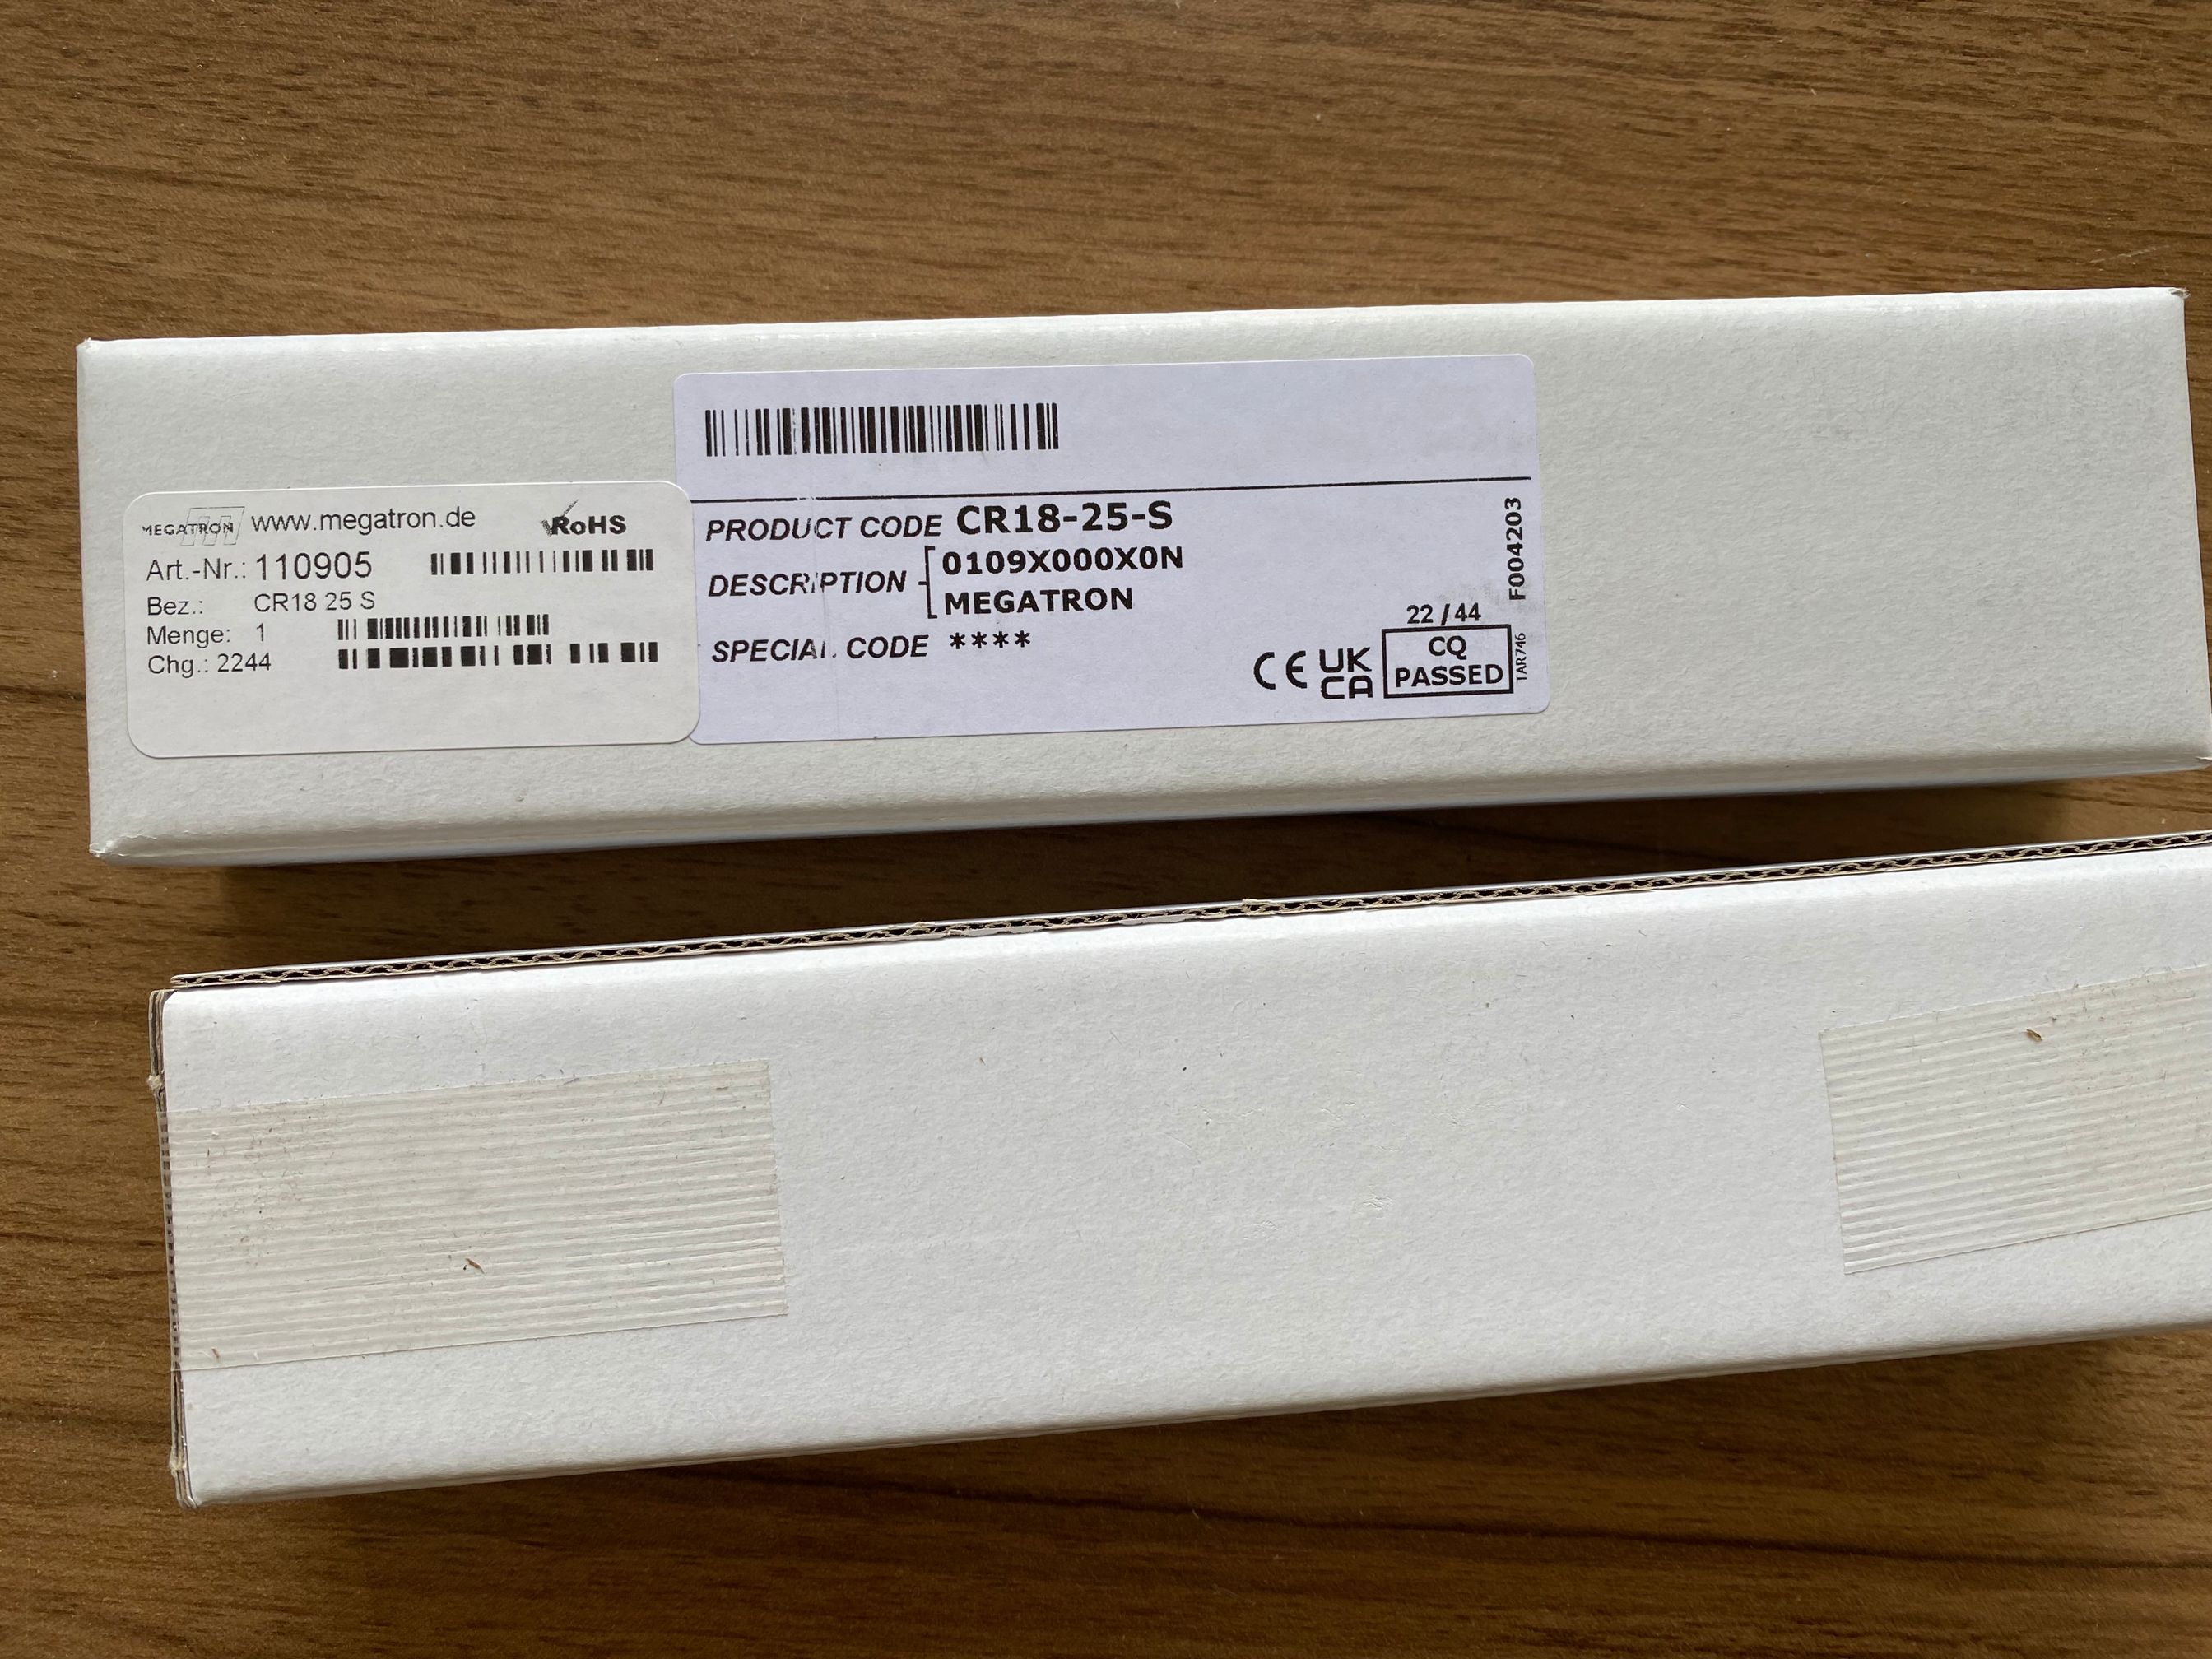 MEGATRON www.megatron.de RoHS
Art.-Nr.: 110905
Bez.: CR18 25 S
Menge: 1
Chg.: 2244
PRODUCT CODE CR18-25-S
DESCRIPTION 0109X000X0N
MEGATRON
SPECIAL CODE ****
22 / 44
CE UK
CA
CQ
PASSED
F004203
TAR746